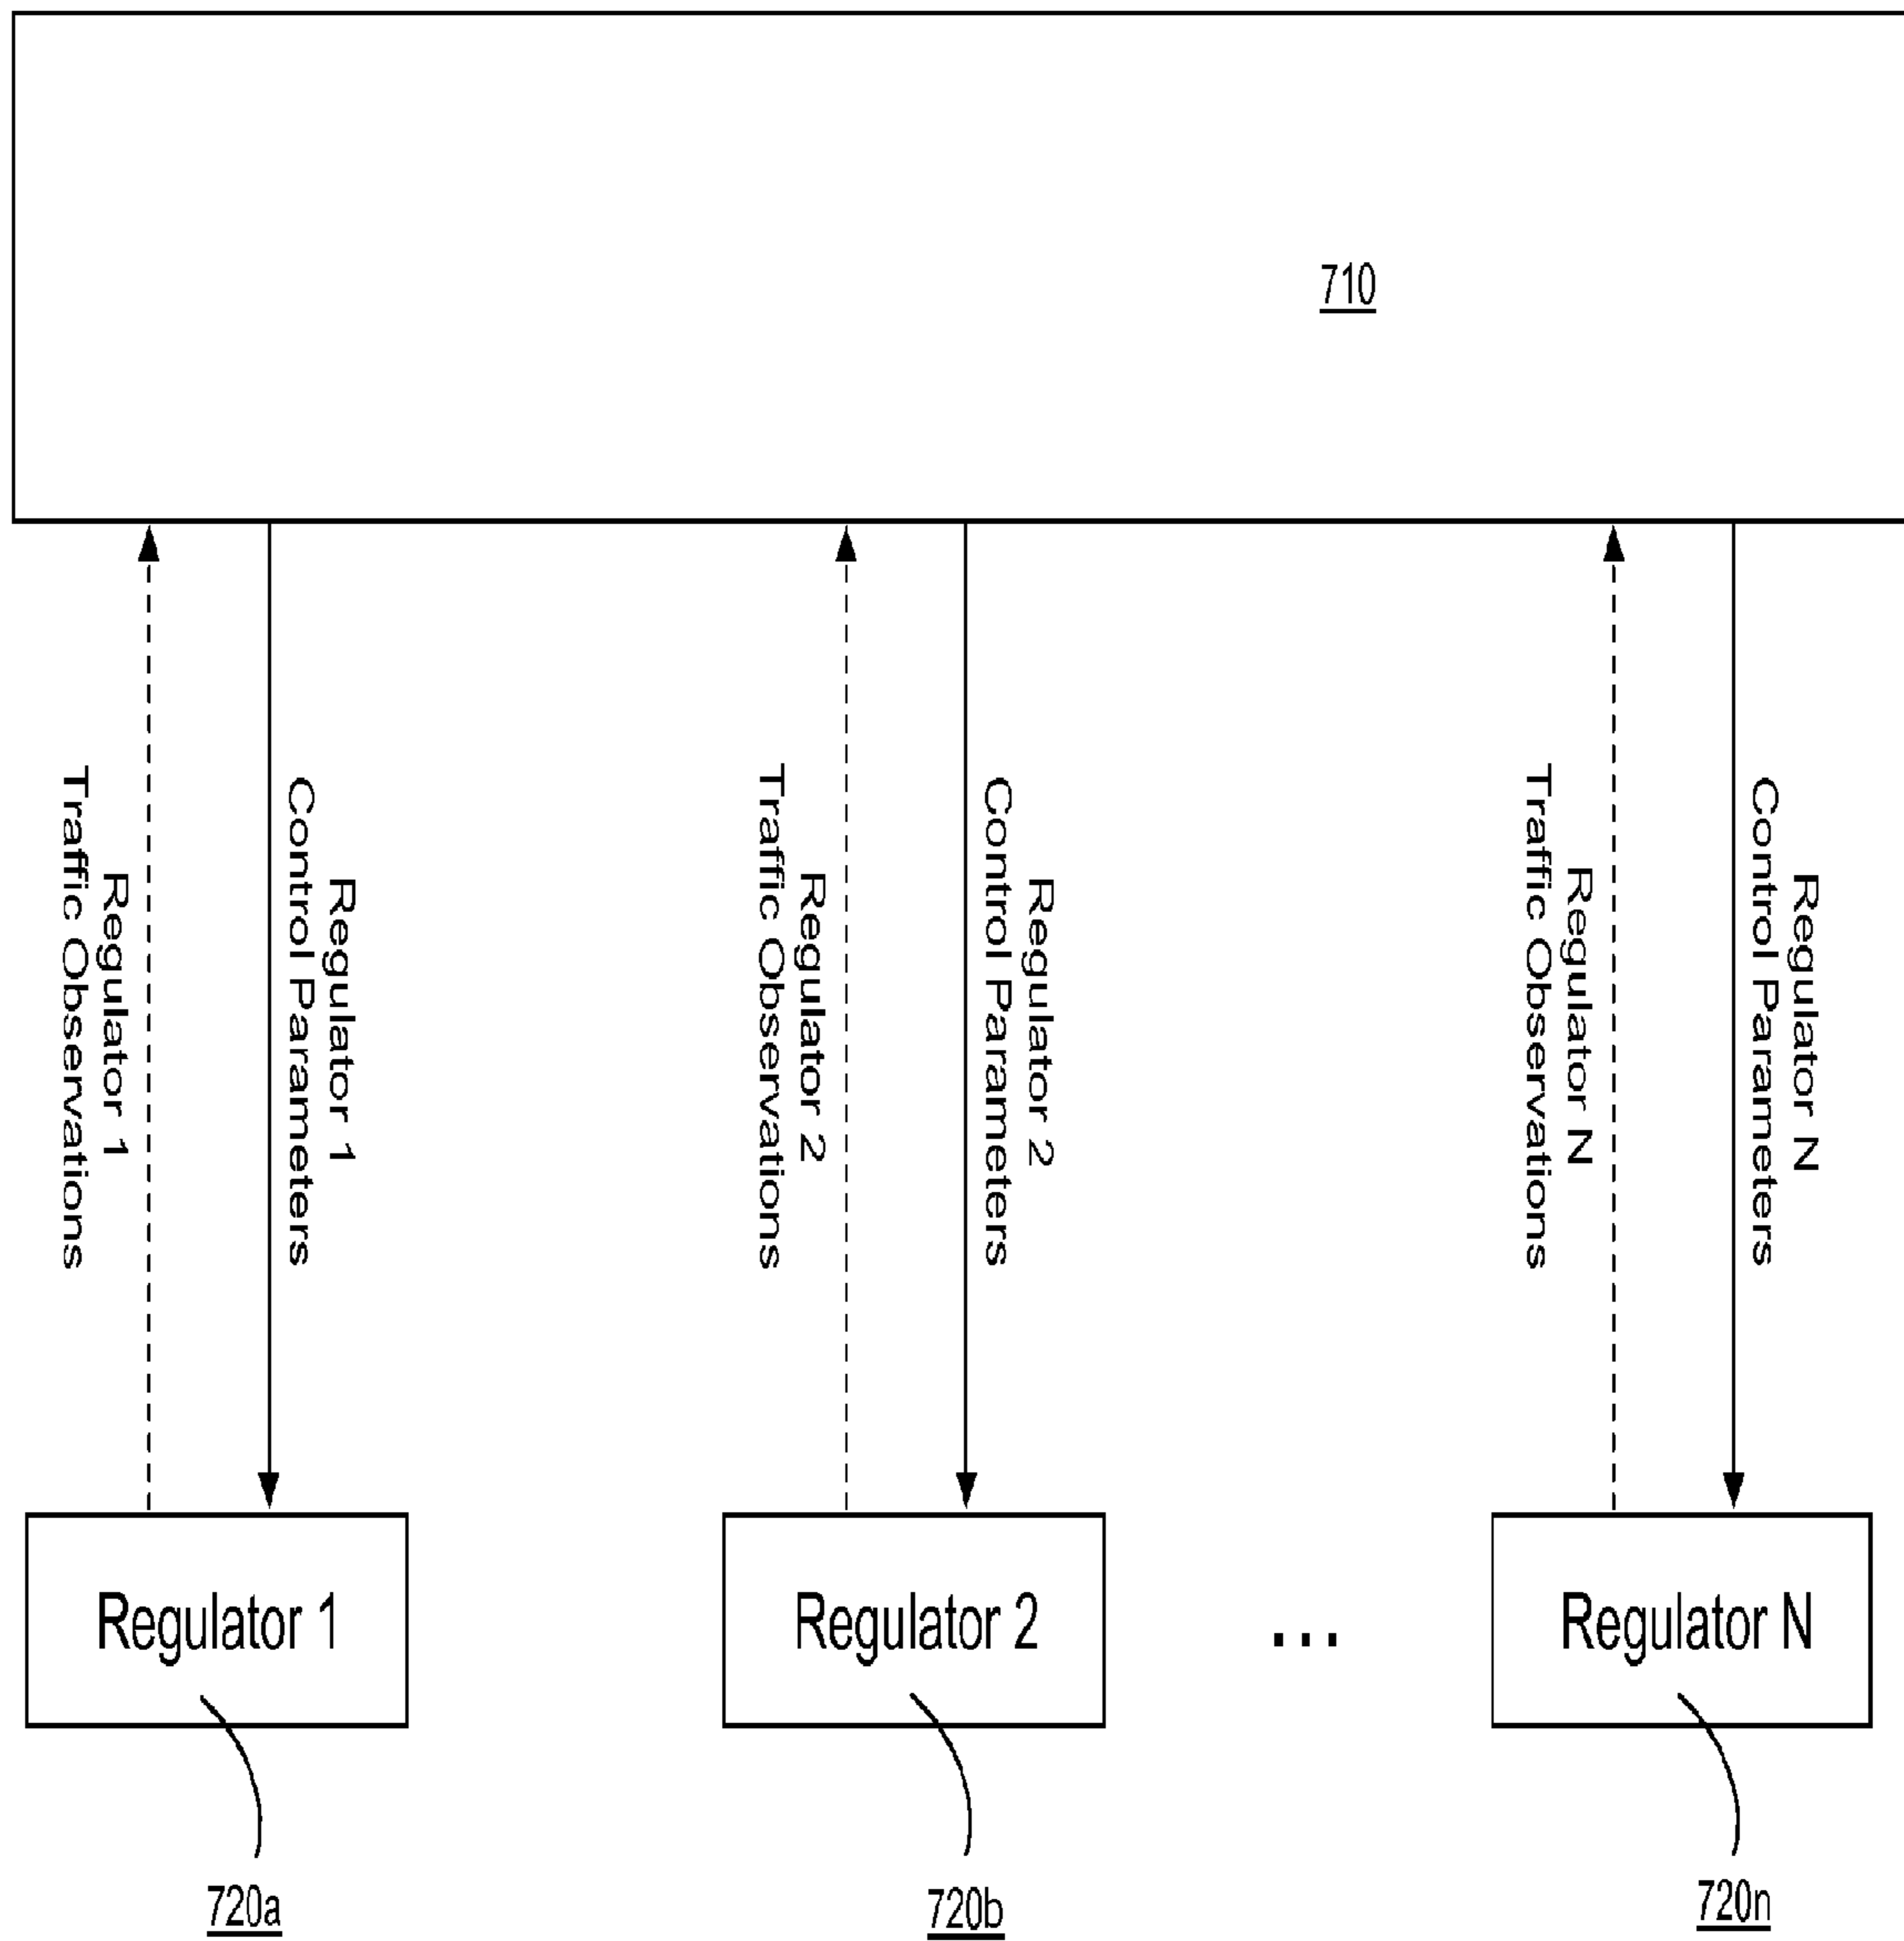 710
Regulator 1
Traffic Observations
Regulator 1
Control Parameters
Regulator 2
Traffic Observations
Regulator 2
Control Parameters
Regulator N
Traffic Observations
Regulator N
Control Parameters
Regulator 1
Regulator 2
...
Regulator N
720a
720b
720n